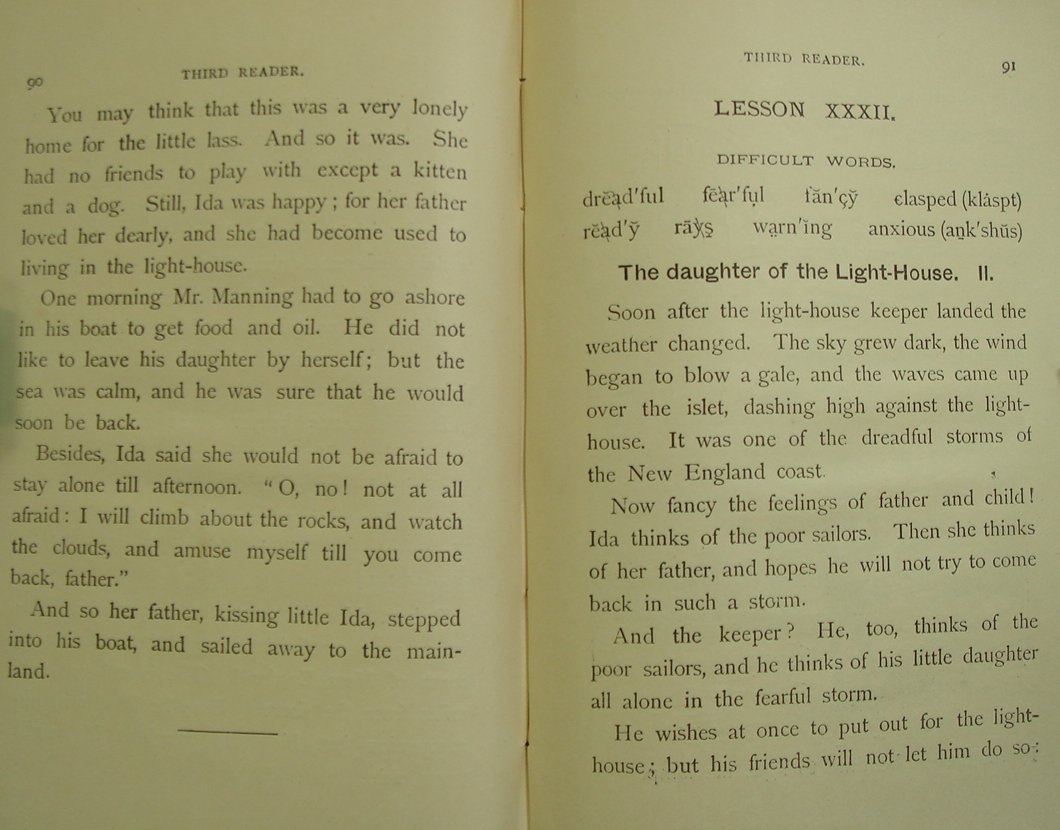 90
THIRD READER.
You may think that this was a very lonely
home for the little lass. And so it was. She
had no friends to play with except a kitten
and a dog. Still, Ida was happy; for her father
loved her dearly, and she had become used to
living in the light-house.
One morning Mr. Manning had to go ashore
in his boat to get food and oil. He did not
like to leave his daughter by herself; but the
sea was calm, and he was sure that he would
soon be back.
Besides, Ida said she would not be afraid to
stay alone till afternoon. "O, no! not at all
afraid: I will climb about the rocks, and watch
the clouds, and amuse myself till you come
back, father."
And so her father, kissing little Ida, stepped
into his boat, and sailed away to the main-
land.
THIRD READER.
91
LESSON XXXII.
DIFFICULT WORDS.
drĕạd'ful fēạr'fụl făn'çy̆ єlasped (klȧspt)
rĕạd'y̆ rāy̆ş wạrn'ĭng anxious (aṉk'shŭs)
The daughter of the Light-House. II.
Soon after the light-house keeper landed the
weather changed. The sky grew dark, the wind
began to blow a gale, and the waves came up
over the islet, dashing high against the light-
house. It was one of the dreadful storms of
the New England coast.
Now fancy the feelings of father and child!
Ida thinks of the poor sailors. Then she thinks
of her father, and hopes he will not try to come
back in such a storm.
And the keeper? He, too, thinks of the
poor sailors, and he thinks of his little daughter
all alone in the fearful storm.
He wishes at once to put out for the light-
house; but his friends will not let him do so: